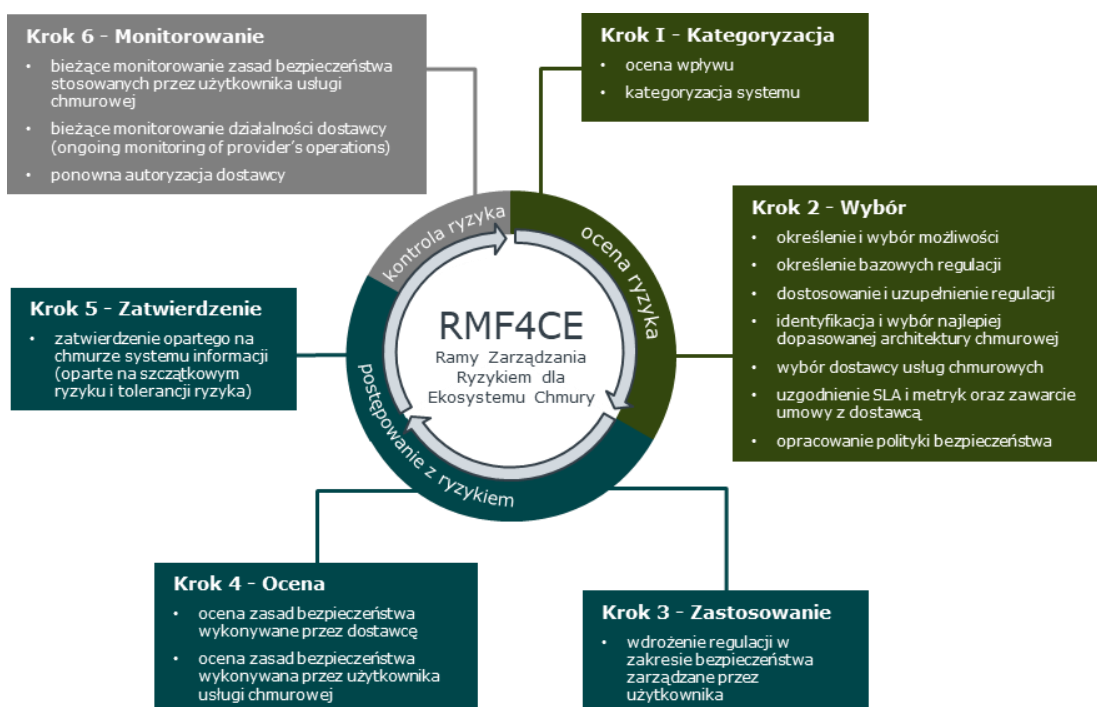 Krok 6 - Monitorowanie
• bieżące monitorowanie zasad bezpieczeństwa
stosowanych przez użytkownika usługi
chmurowej
• bieżące monitorowanie działalności dostawcy
(ongoing monitoring of provider’s operations)
• ponowna autoryzacja dostawcy
Krok I - Kategoryzacja
• ocena wpływu
• kategoryzacja systemu
Krok 2 - Wybór
• określenie i wybór możliwości
• określenie bazowych regulacji
• dostosowanie i uzupełnienie regulacji
• identyfikacja i wybór najlepiej
dopasowanej architektury chmurowej
• wybór dostawcy usług chmurowych
• uzgodnienie SLA i metryk oraz zawarcie
umowy z dostawcą
• opracowanie polityki bezpieczeństwa
kontrola ryzyka
ocena ryzyka
postępowanie z ryzykiem
RMF4CE
Ramy Zarządzania
Ryzykiem dla
Ekosystemu Chmury
Krok 5 - Zatwierdzenie
• zatwierdzenie opartego na
chmurze systemu informacji
(oparte na szczątkowym
ryzyku i tolerancji ryzyka)
Krok 4 - Ocena
• ocena zasad bezpieczeństwa
wykonywane przez dostawcę
• ocena zasad bezpieczeństwa
wykonywana przez użytkownika
usługi chmurowej
Krok 3 - Zastosowanie
• wdrożenie regulacji w
zakresie bezpieczeństwa
zarządzane przez
użytkownika